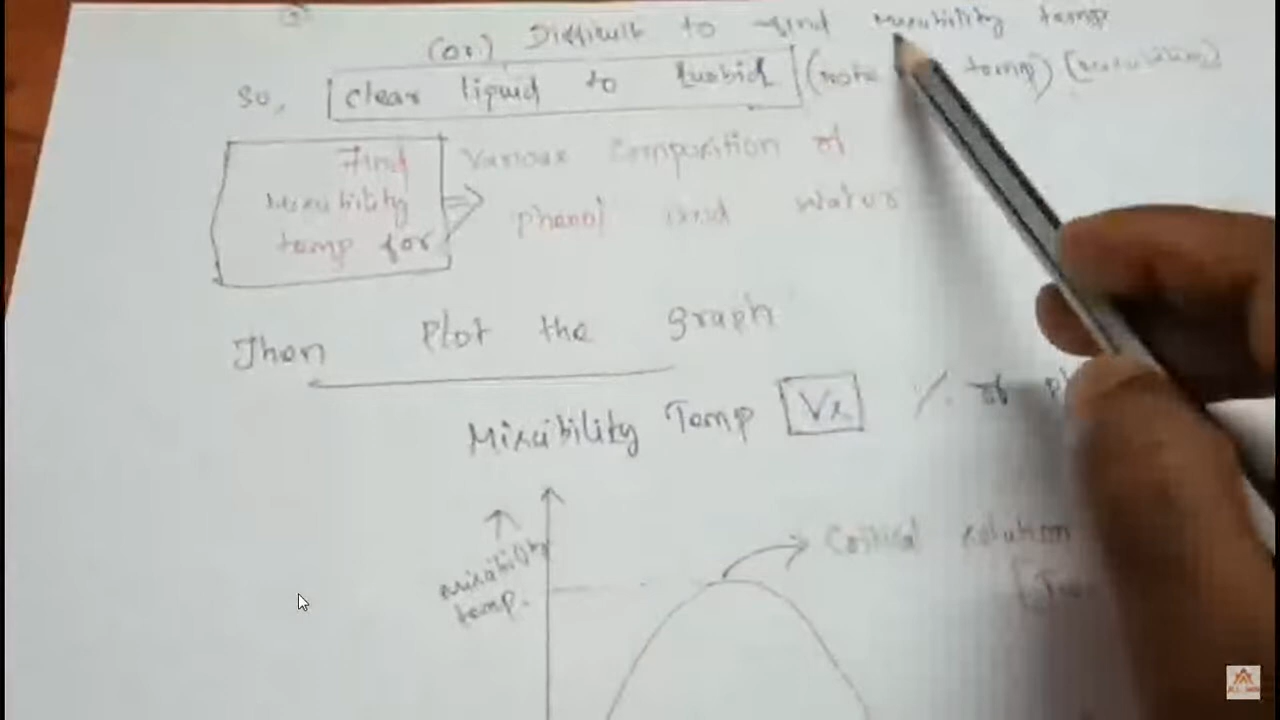 (or) Difficult to find miscibility temp
So, clear liquid to turbid (note temp)
Find Various Composition of
miscibility phenol and water
temp for
Then Plot the graph
Miscibility Temp Vs % of
miscibility
temp.
Critical solution